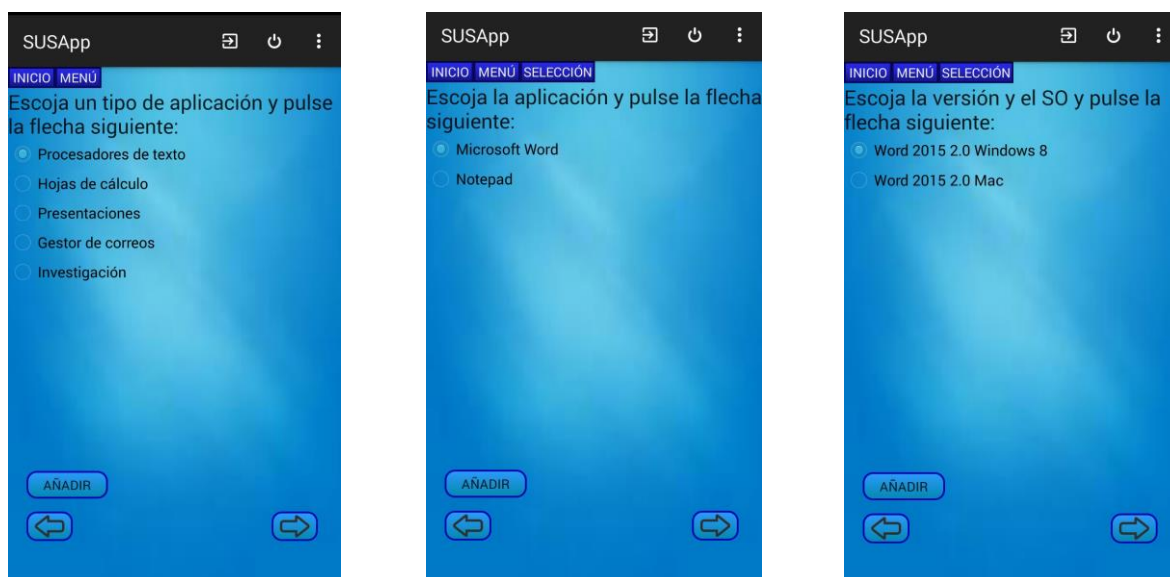 SUSApp
INICIO MENÚ
Escoja un tipo de aplicación y pulse
la flecha siguiente:
Procesadores de texto
Hojas de cálculo
Presentaciones
Gestor de correos
Investigación
AÑADIR
SUSApp
INICIO MENÚ SELECCIÓN
Escoja la aplicación y pulse la flecha
siguiente:
Microsoft Word
Notepad
AÑADIR
SUSApp
INICIO MENÚ SELECCIÓN
Escoja la versión y el SO y pulse la
flecha siguiente:
Word 2015 2.0 Windows 8
Word 2015 2.0 Mac
AÑADIR